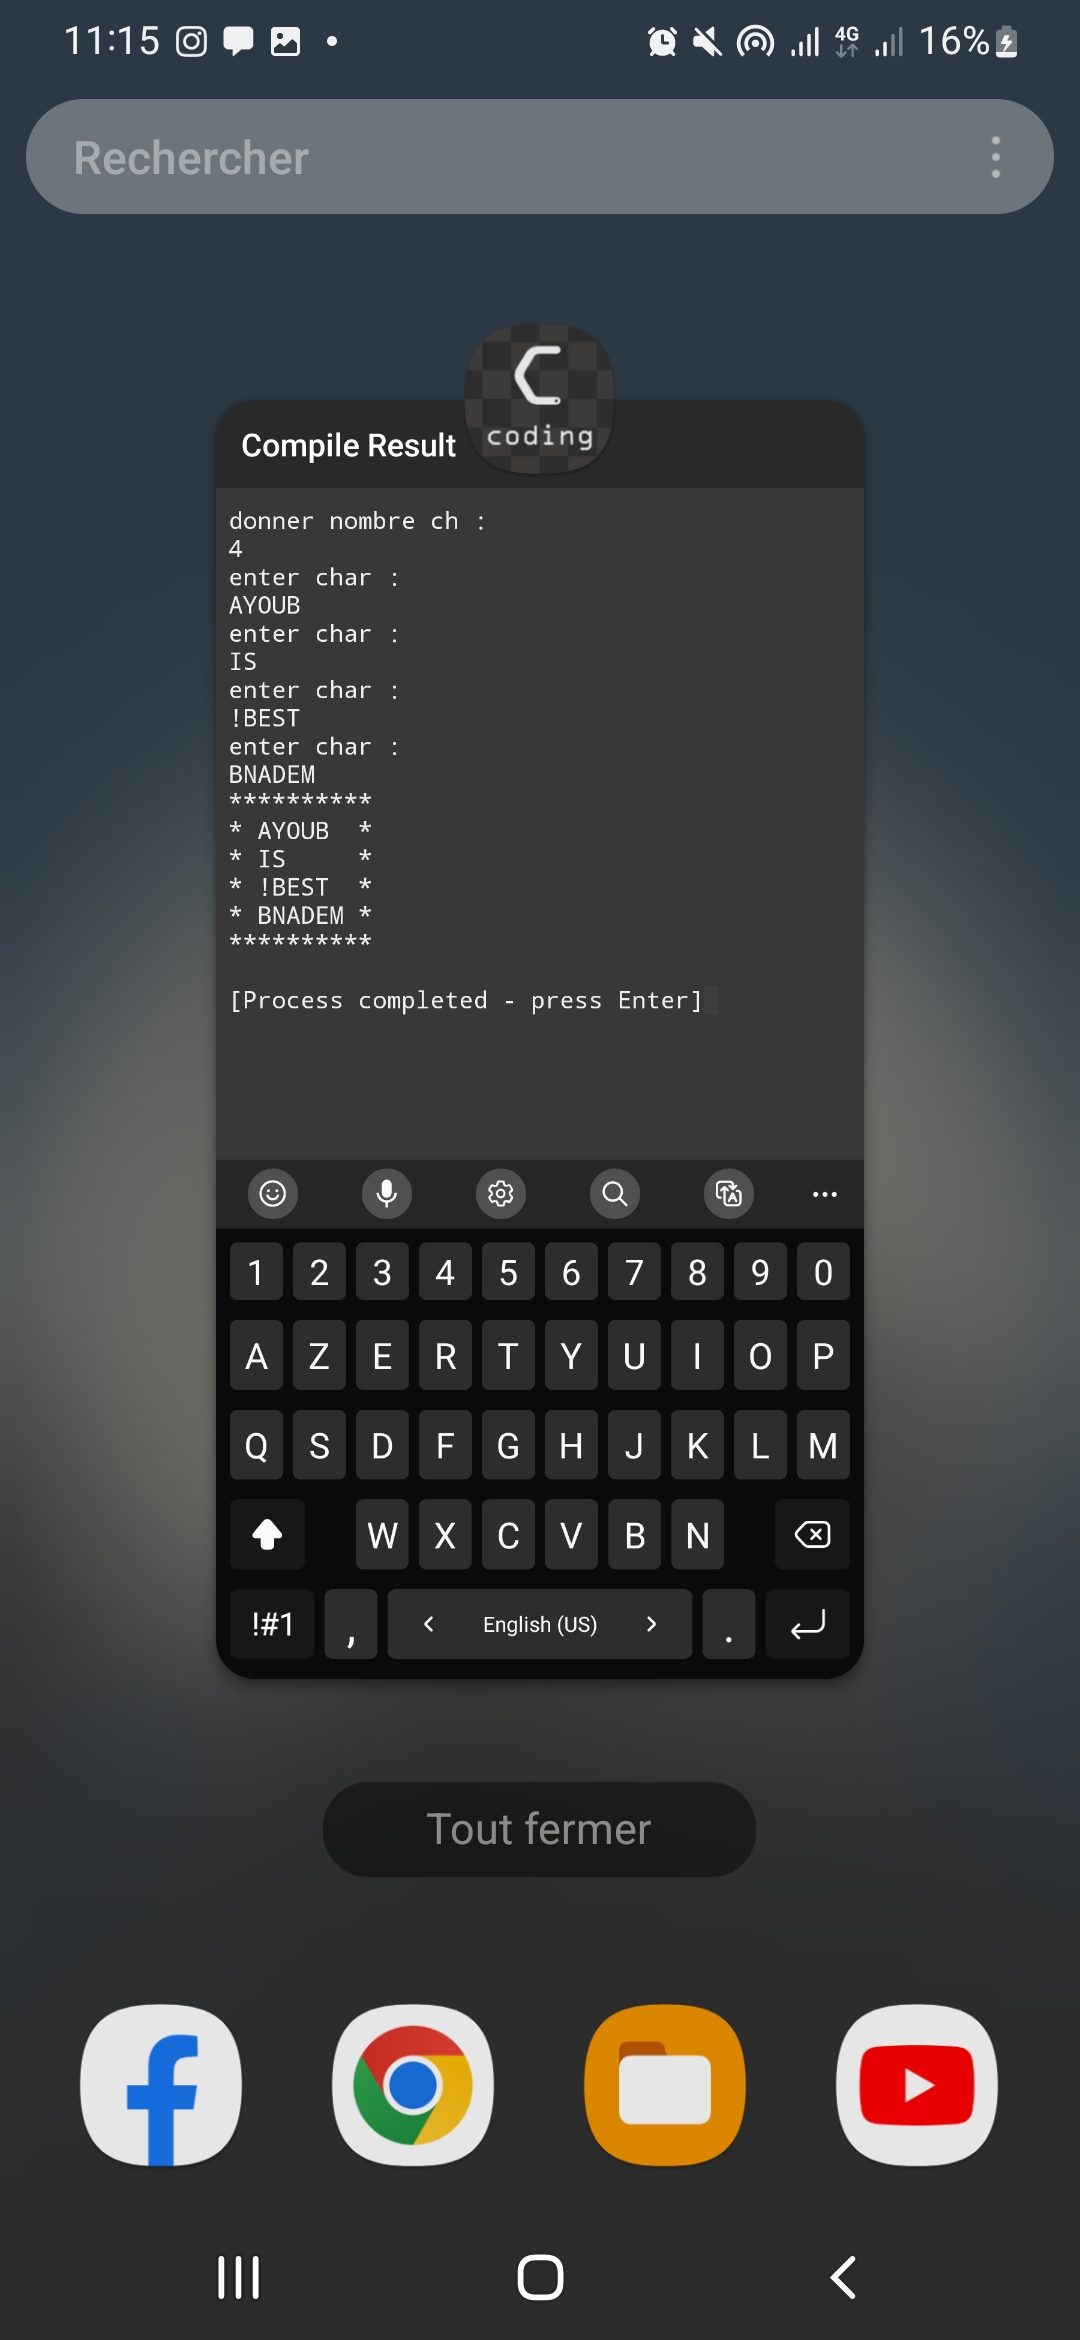 11:15 4G 16%
Rechercher
coding
Compile Result
donner nombre ch :
4
enter char :
AYOUB
enter char :
IS
enter char :
!BEST
enter char :
BNADEM
**********
* AYOUB  *
* IS     *
* !BEST  *
* BNADEM *
**********
[Process completed - press Enter]
1 2 3 4 5 6 7 8 9 0
A Z E R T Y U I O P
Q S D F G H J K L M
W X C V B N
!#1 , English (US) .
Tout fermer